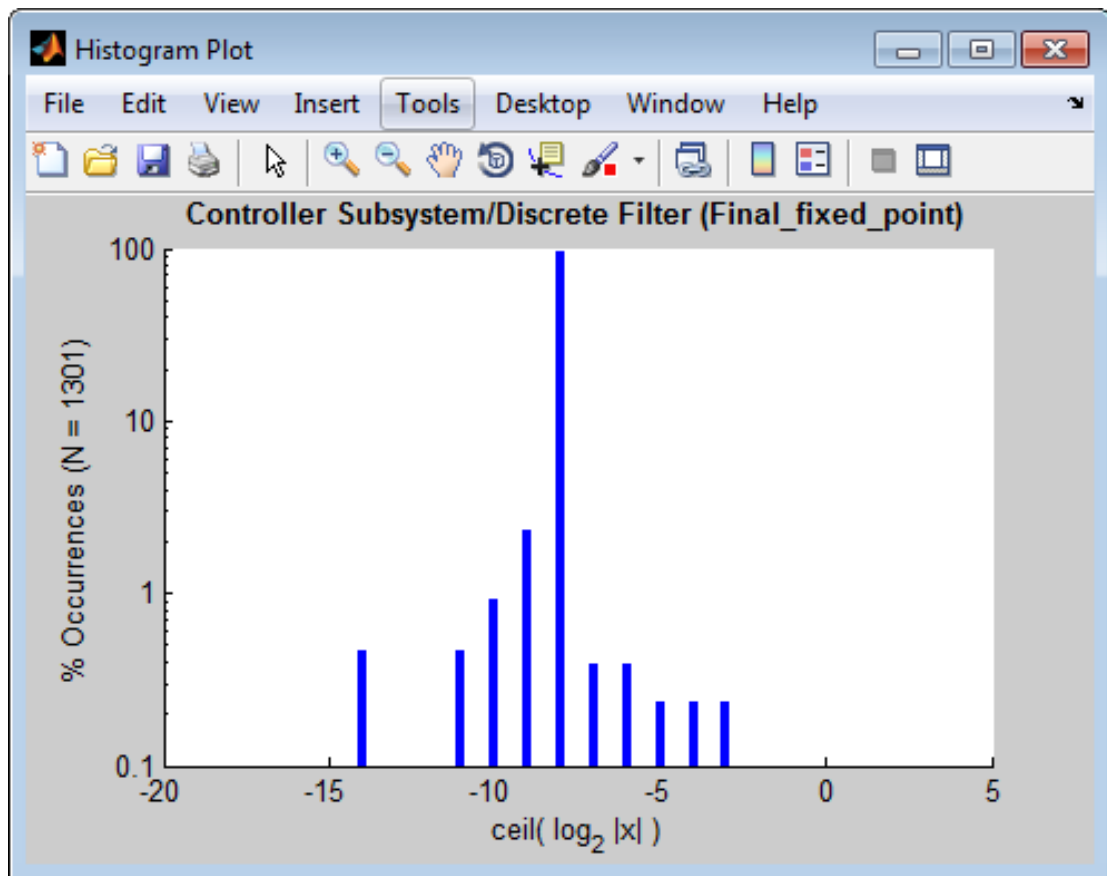 Histogram Plot
File Edit View Insert Tools Desktop Window Help
Controller Subsystem/Discrete Filter (Final_fixed_point)
% Occurrences (N = 1301)
100
10
1
0.1
-20 -15 -10 -5 0 5
ceil( log2 |x| )